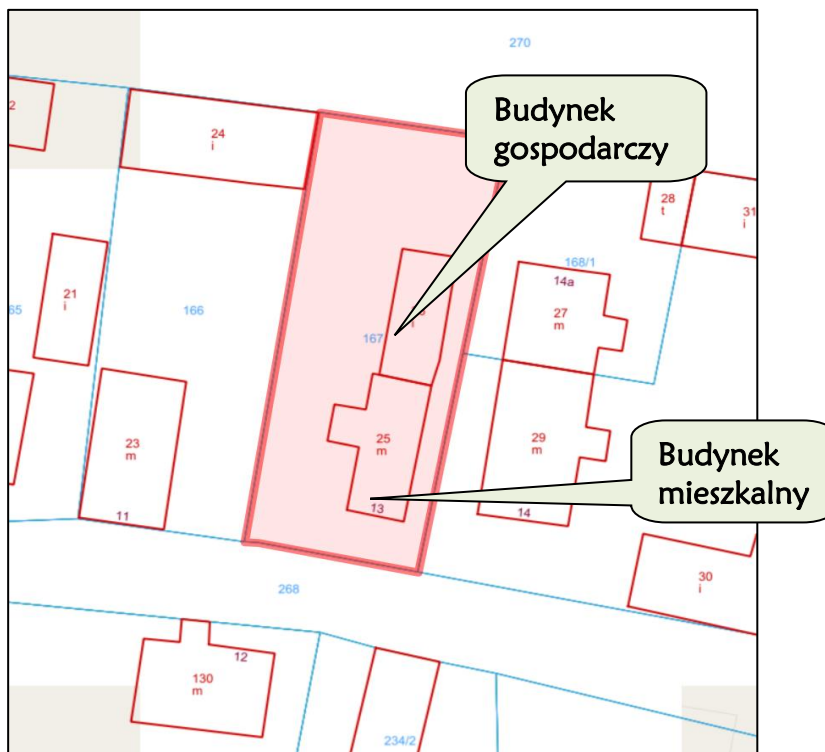 270
Budynek
gospodarczy
2
24
i
28
t
31
i
168/1
14a
21
i
65
166
27
m
167
i
23
m
25
m
29
m
Budynek
mieszkalny
11
13
14
30
i
268
12
130
m
234/2